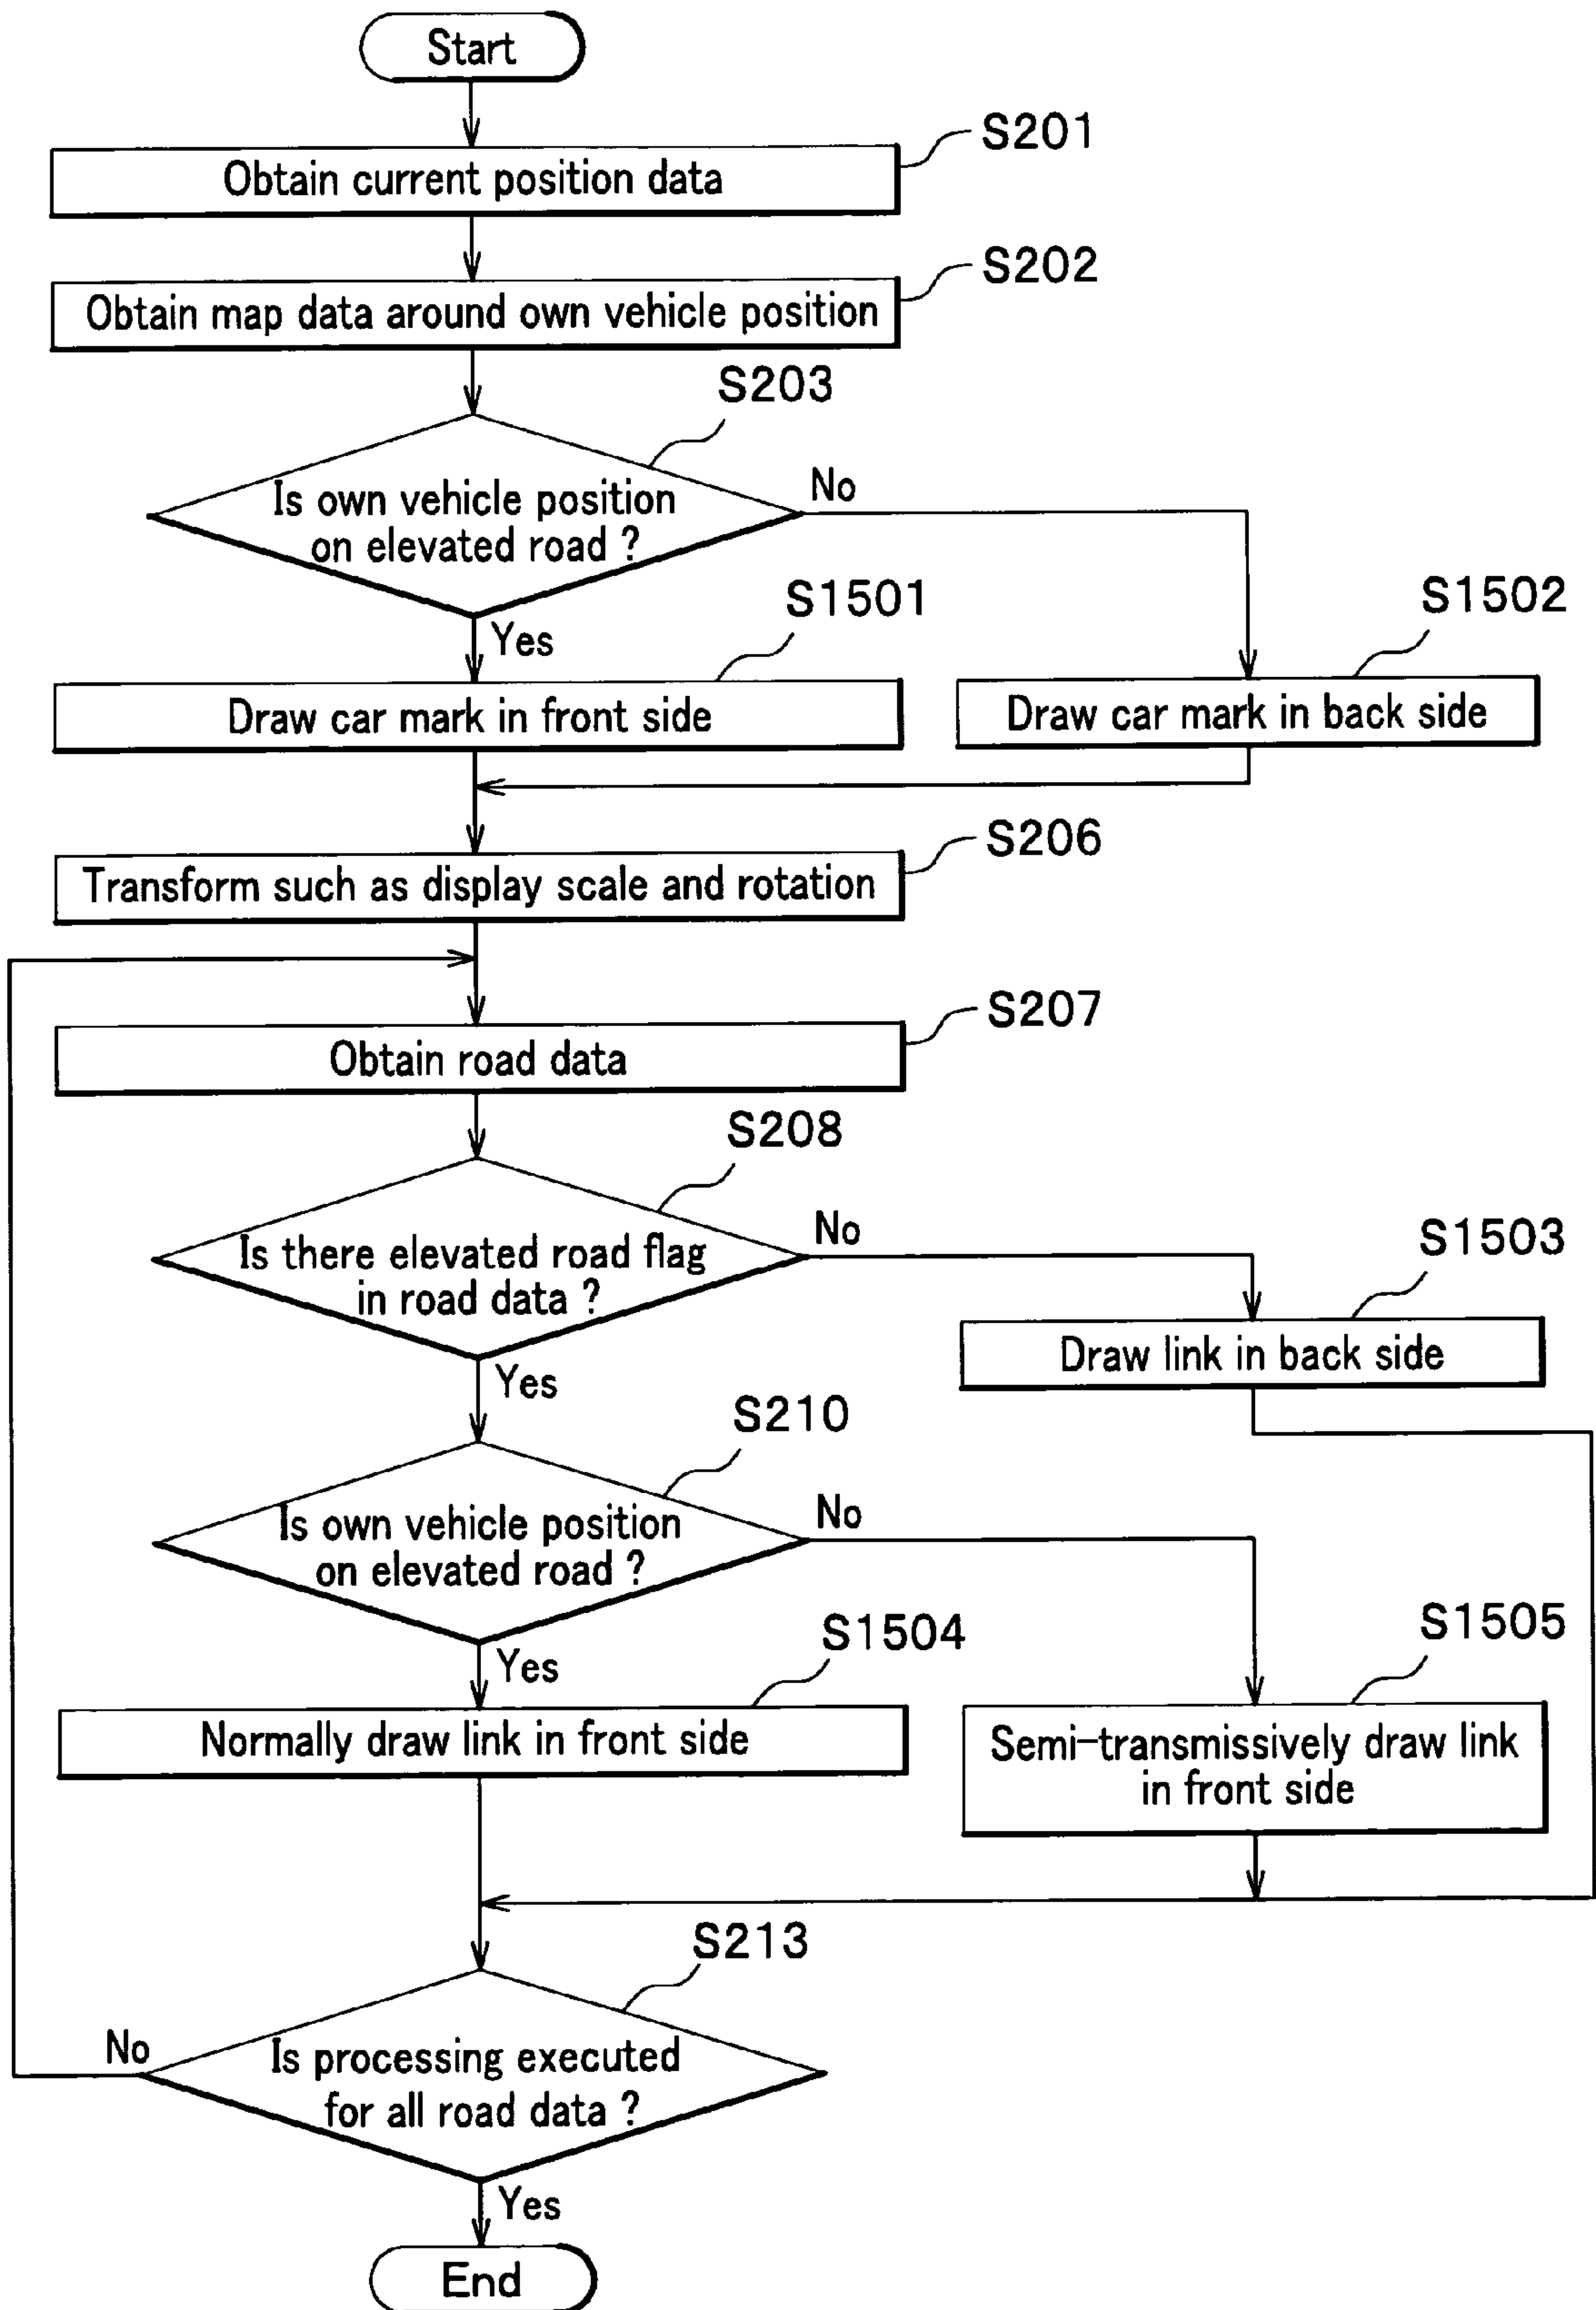 Start
S201
Obtain current position data
S202
Obtain map data around own vehicle position
S203
Is own vehicle position
on elevated road ?
No
Yes
S1501
Draw car mark in front side
S1502
Draw car mark in back side
S206
Transform such as display scale and rotation
S207
Obtain road data
S208
Is there elevated road flag
in road data ?
No
Yes
S1503
Draw link in back side
S210
Is own vehicle position
on elevated road ?
No
Yes
S1504
Normally draw link in front side
S1505
Semi-transmissively draw link
in front side
S213
Is processing executed
for all road data ?
No
Yes
End